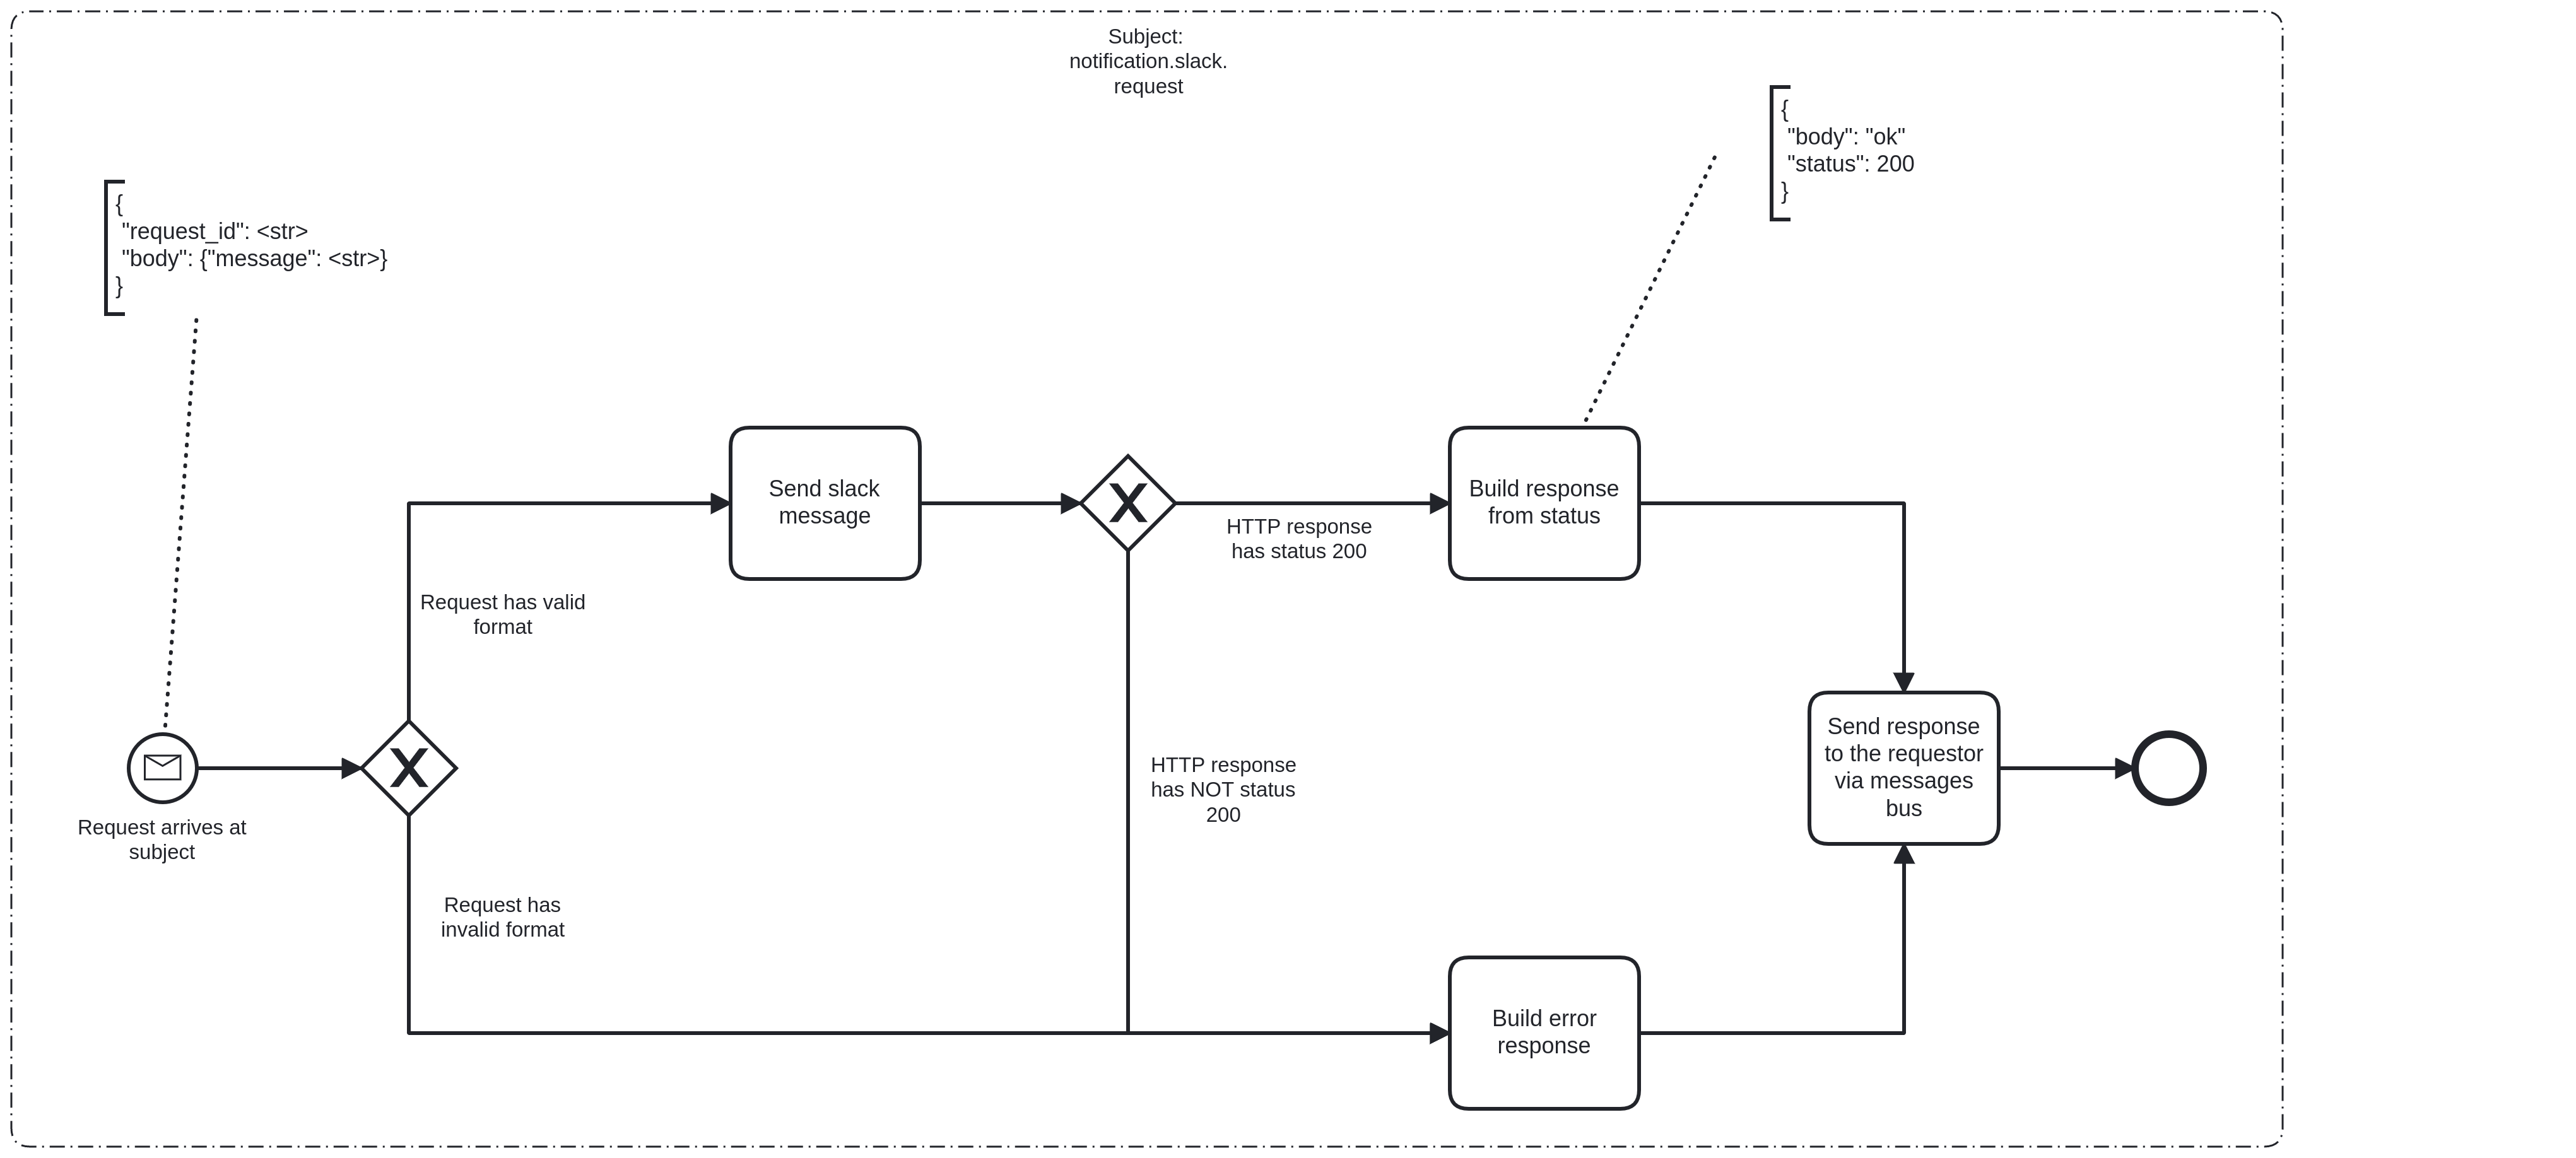 Subject:
notification.slack.
request
{
"body": "ok"
"status": 200
}
{
"request_id": <str>
"body": {"message": <str>}
}
Send slack
message
X
HTTP response
has status 200
Build response
from status
Request has valid
format
Request arrives at
subject
X
HTTP response
has NOT status
200
Send response
to the requestor
via messages
bus
Request has
invalid format
Build error
response